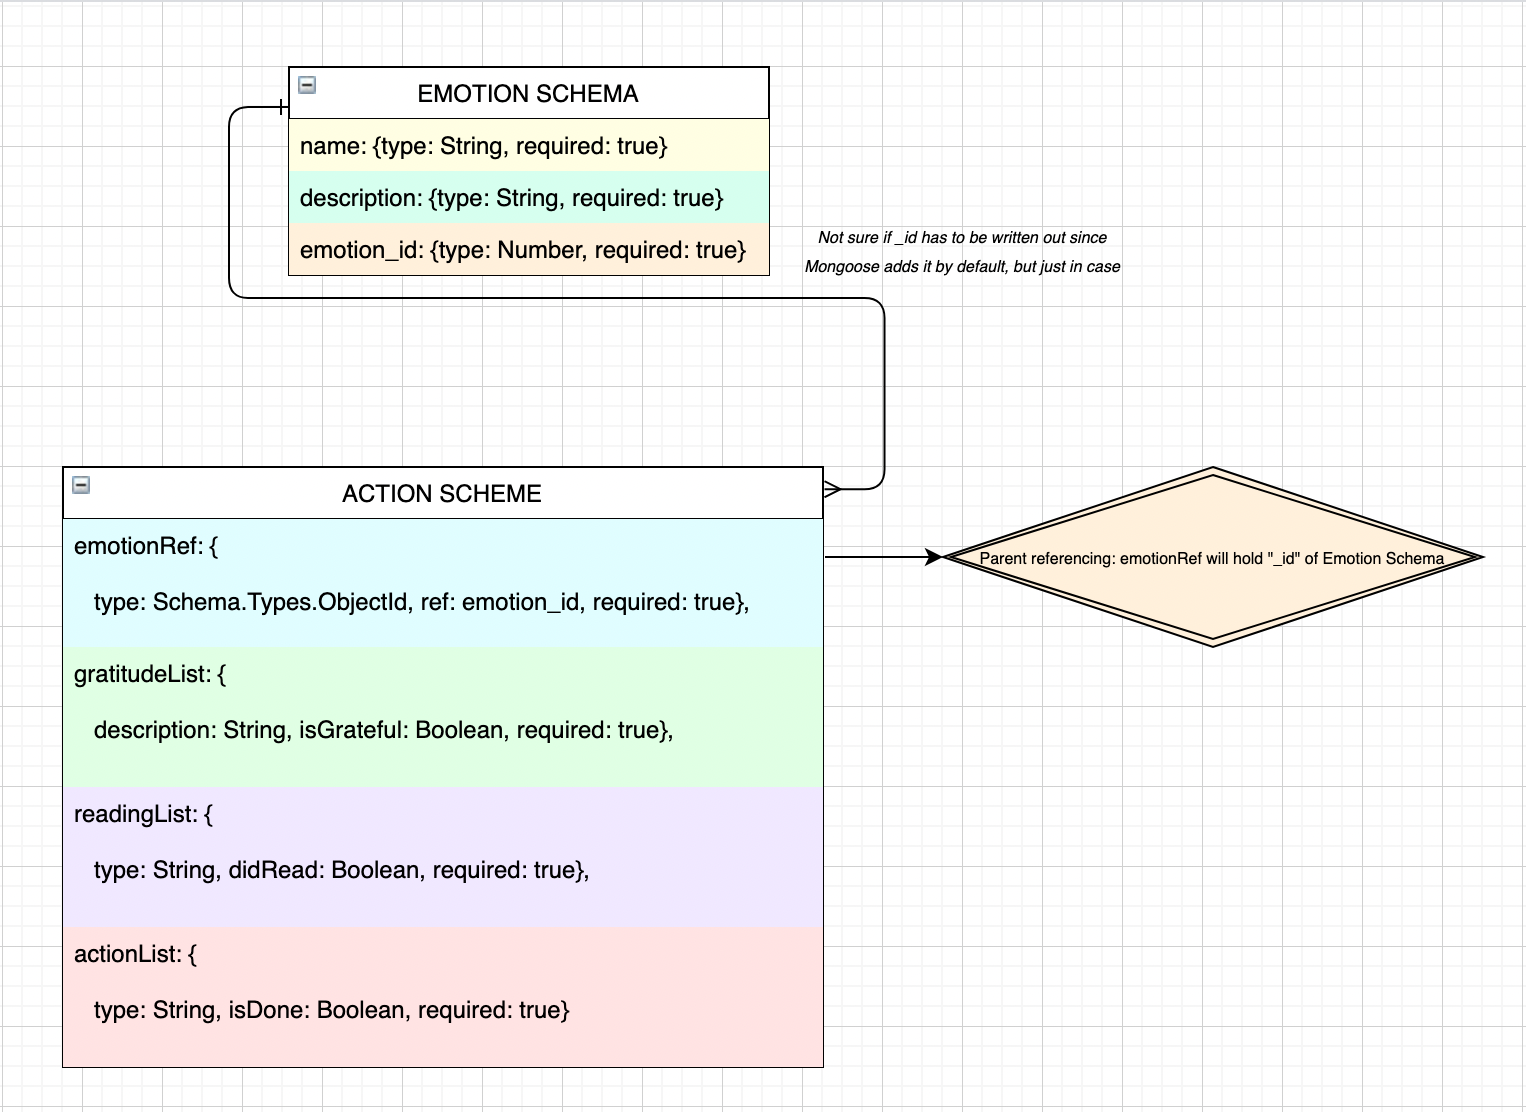 EMOTION SCHEMA
name: {type: String, required: true}
description: {type: String, required: true}
emotion_id: {type: Number, required: true}
Not sure if _id has to be written out since
Mongoose adds it by default, but just in case
ACTION SCHEME
emotionRef: {
type: Schema.Types.ObjectId, ref: emotion_id, required: true},
gratitudeList: {
description: String, isGrateful: Boolean, required: true},
readingList: {
type: String, didRead: Boolean, required: true},
actionList: {
type: String, isDone: Boolean, required: true}
Parent referencing: emotionRef will hold "_id" of Emotion Schema